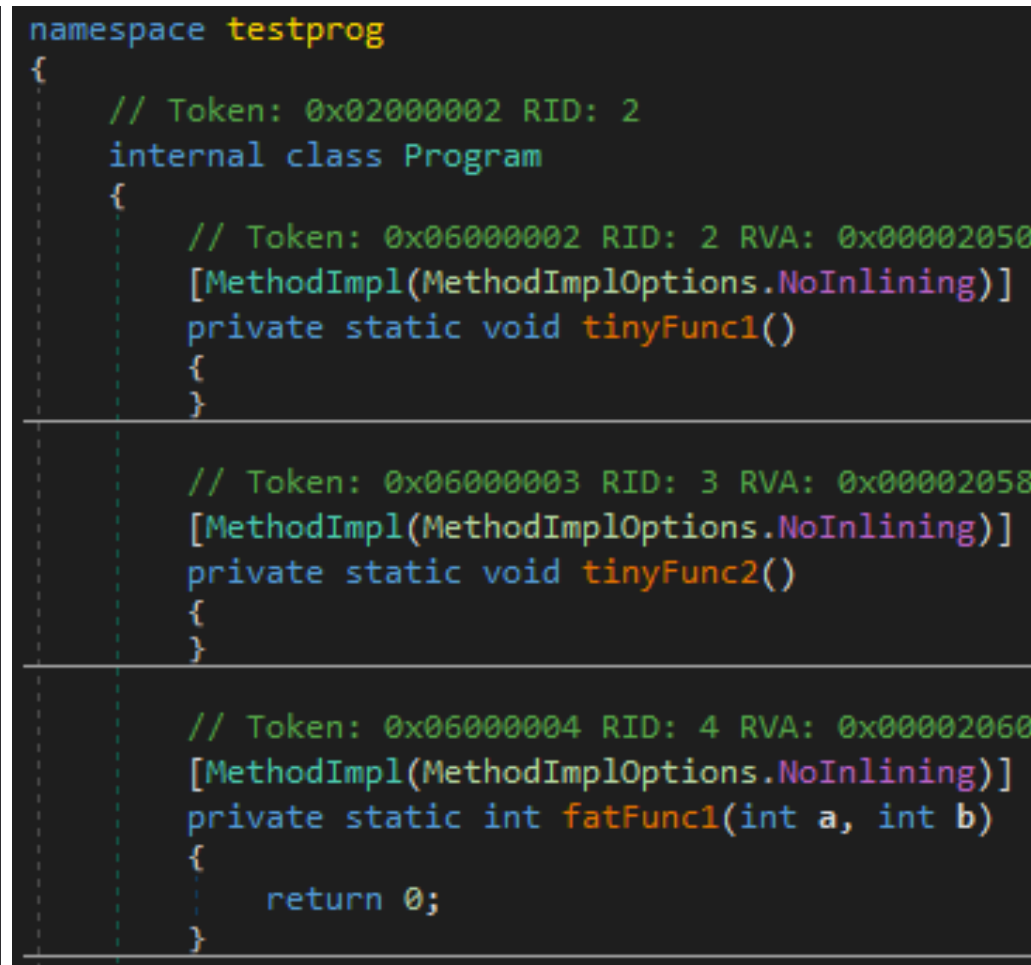 namespace testprog
{
// Token: 0x02000002 RID: 2
internal class Program
{
// Token: 0x06000002 RID: 2 RVA: 0x00002050
[MethodImpl(MethodImplOptions.NoInlining)]
private static void tinyFunc1()
{
}
// Token: 0x06000003 RID: 3 RVA: 0x00002058
[MethodImpl(MethodImplOptions.NoInlining)]
private static void tinyFunc2()
{
}
// Token: 0x06000004 RID: 4 RVA: 0x00002060
[MethodImpl(MethodImplOptions.NoInlining)]
private static int fatFunc1(int a, int b)
{
return 0;
}